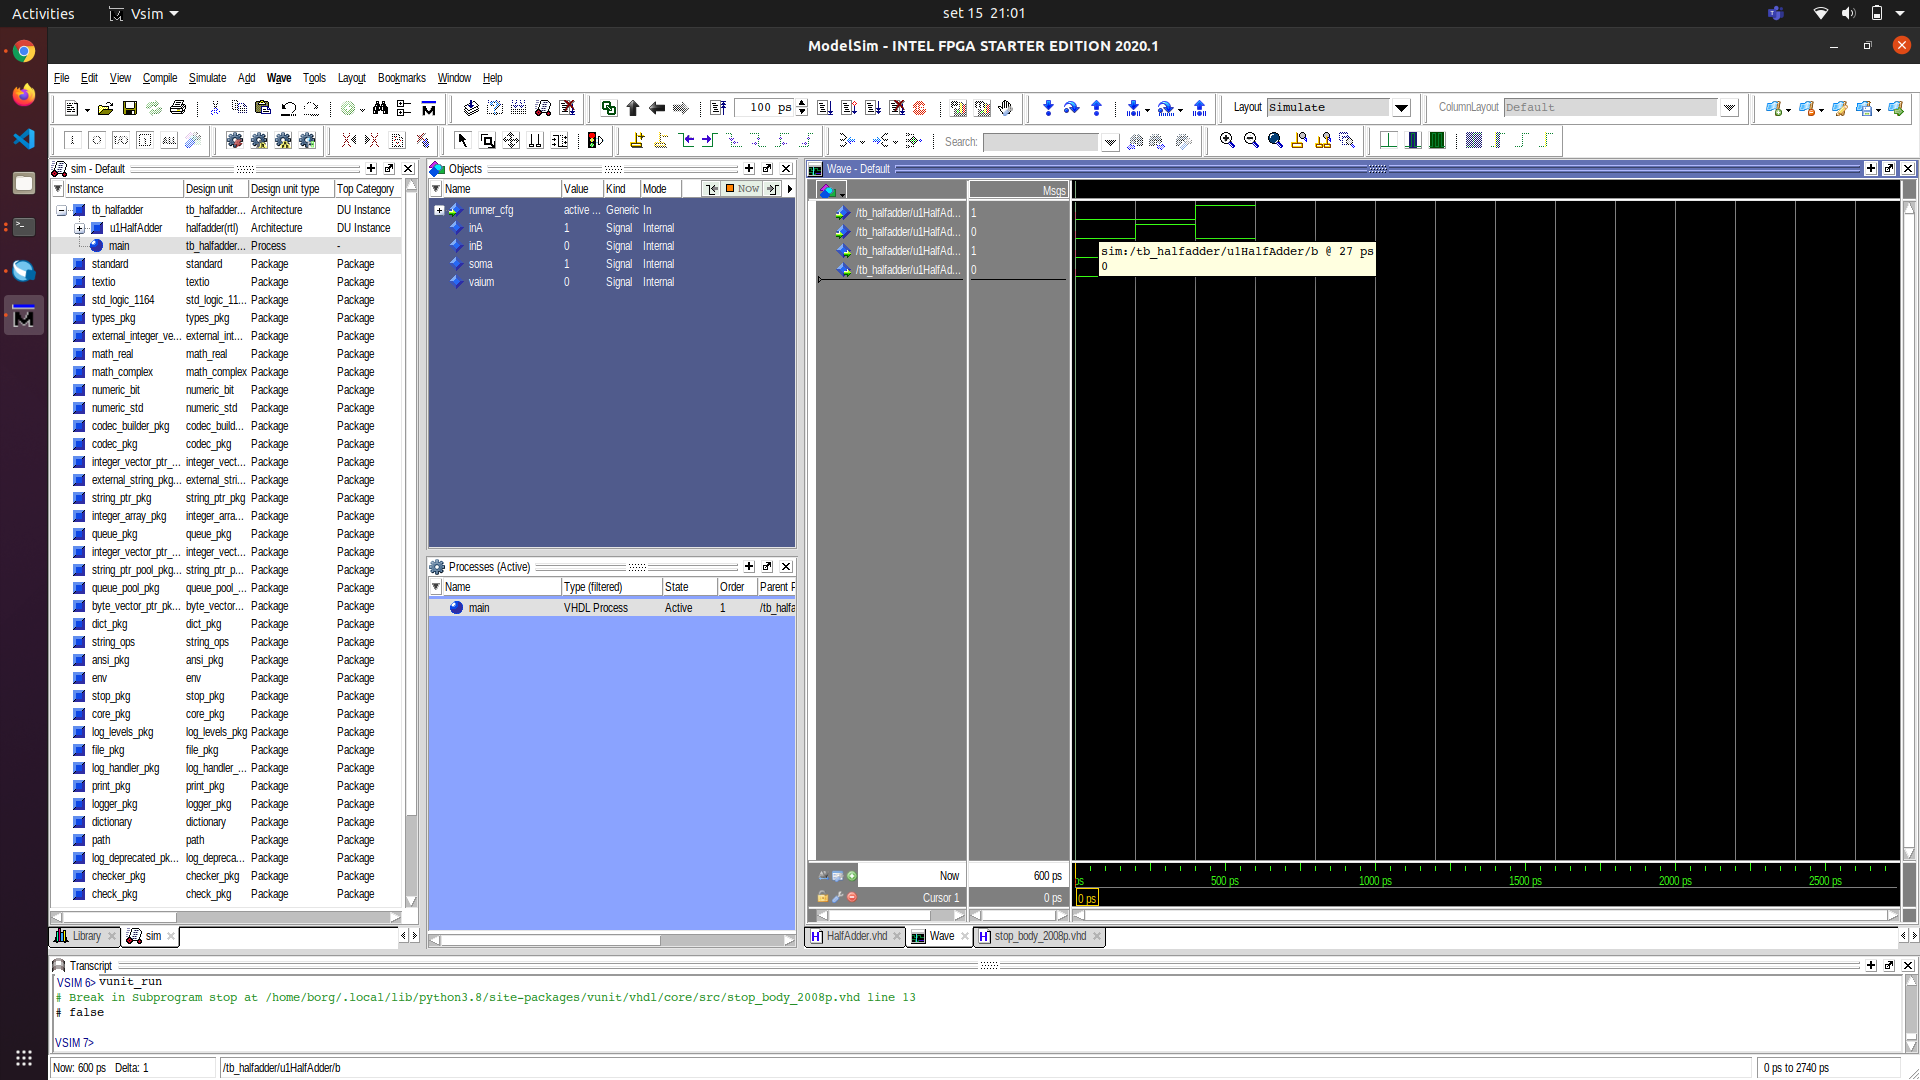 Activities
Vsim
set 15 21:01
ModelSim - INTEL FPGA STARTER EDITION 2020.1
File Edit View Compile Simulate Add Wave Tools Layout Bookmarks Window Help
100 ps
Layout Simulate
ColumnLayout Default
Search:
sim - Default
Instance Design unit Design unit type Top Category
tb_halfadder tb_halfadder... Architecture DU Instance
u1HalfAdder halfadder(rtl) Architecture DU Instance
main tb_halfadder... Process -
standard standard Package Package
textio textio Package Package
std_logic_1164 std_logic_11... Package Package
types_pkg types_pkg Package Package
external_integer_ve... external_int... Package Package
math_real math_real Package Package
math_complex math_complex Package Package
numeric_bit numeric_bit Package Package
numeric_std numeric_std Package Package
codec_builder_pkg codec_build... Package Package
codec_pkg codec_pkg Package Package
integer_vector_ptr_... integer_vect... Package Package
external_string_pkg... external_stri... Package Package
string_ptr_pkg string_ptr_pkg Package Package
integer_array_pkg integer_arra... Package Package
queue_pkg queue_pkg Package Package
integer_vector_ptr_... integer_vect... Package Package
string_ptr_pool_pkg... string_ptr_p... Package Package
queue_pool_pkg queue_pool_... Package Package
byte_vector_ptr_pk... byte_vector... Package Package
dict_pkg dict_pkg Package Package
string_ops string_ops Package Package
ansi_pkg ansi_pkg Package Package
env env Package Package
stop_pkg stop_pkg Package Package
core_pkg core_pkg Package Package
log_levels_pkg log_levels_pkg Package Package
file_pkg file_pkg Package Package
log_handler_pkg log_handler_... Package Package
print_pkg print_pkg Package Package
logger_pkg logger_pkg Package Package
dictionary dictionary Package Package
path path Package Package
log_deprecated_pk... log_depreca... Package Package
checker_pkg checker_pkg Package Package
check_pkg check_pkg Package Package
Library sim
Objects
Name Value Kind Mode Now
runner_cfg active ... Generic In
inA 1 Signal Internal
inB 0 Signal Internal
soma 1 Signal Internal
vaium 0 Signal Internal
Processes (Active)
Name Type (filtered) State Order Parent P
main VHDL Process Active 1 /tb_halfa
Wave - Default
Msgs
/tb_halfadder/u1HalfAd... 1
/tb_halfadder/u1HalfAd... 0
/tb_halfadder/u1HalfAd... 1
/tb_halfadder/u1HalfAd... 0
sim:/tb_halfadder/u1HalfAdder/b @ 27 ps
0
Now 600 ps
Cursor 1 0 ps
ps 500 ps 1000 ps 1500 ps 2000 ps 2500 ps
0 ps
HalfAdder.vhd Wave stop_body_2008p.vhd
Transcript
VSIM 6> vunit_run
# Break in Subprogram stop at /home/borg/.local/lib/python3.8/site-packages/vunit/vhdl/core/src/stop_body_2008p.vhd line 13
# false
VSIM 7>
Now: 600 ps Delta: 1
/tb_halfadder/u1HalfAdder/b
0 ps to 2740 ps